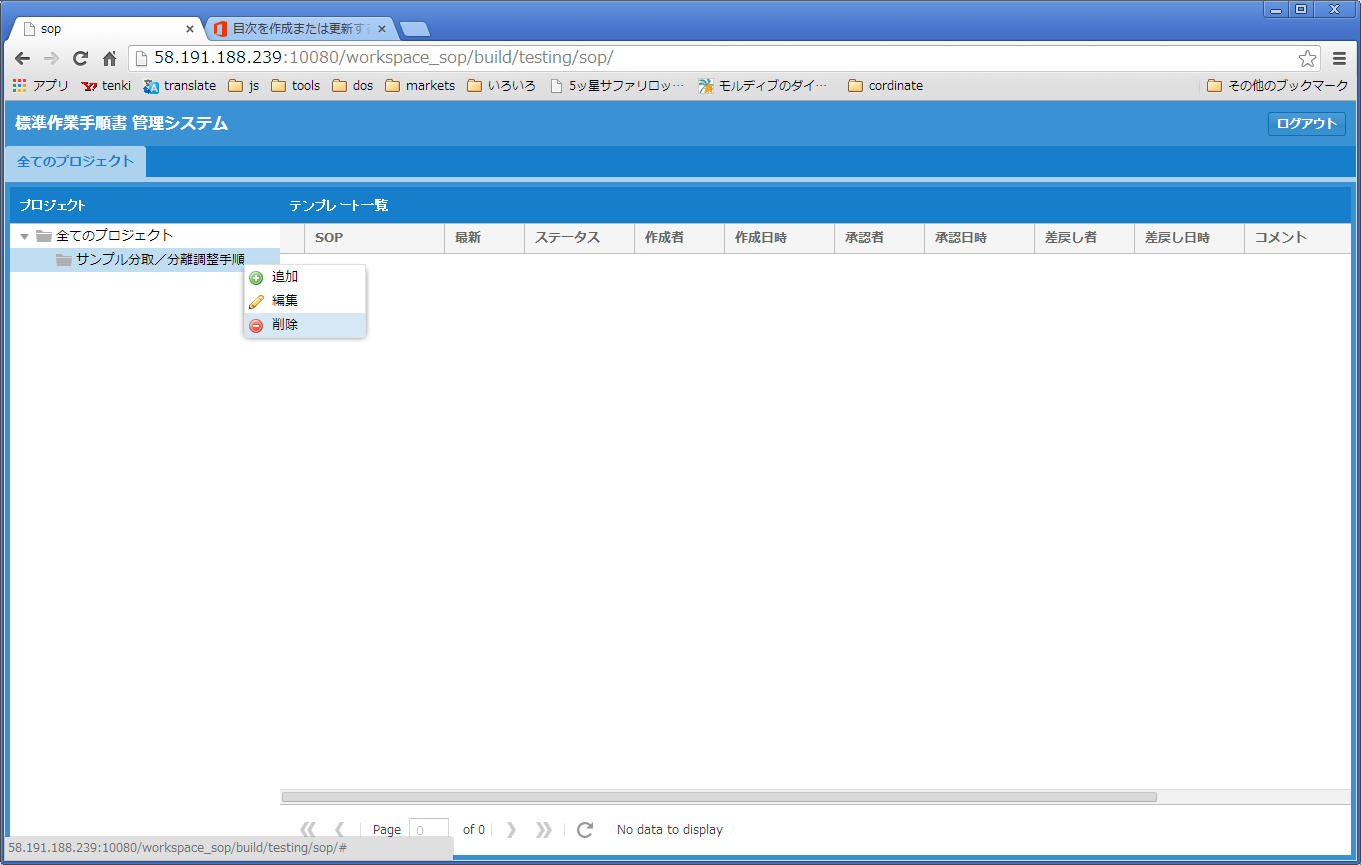 sop
目次を作成または更新する
58.191.188.239:10080/workspace_sop/build/testing/sop/
アプリ tenki translate js tools dos markets いろいろ 5ッ星サファリロッ… モルディブのダイ… cordinate その他のブックマーク
標準作業手順書 管理システム
ログアウト
全てのプロジェクト
プロジェクト
テンプレート一覧
全てのプロジェクト
SOP 最新 ステータス 作成者 作成日時 承認者 承認日時 差戻し者 差戻し日時 コメント
サンプル分取／分離調整手順
追加
編集
削除
Page 0 of 0 No data to display
58.191.188.239:10080/workspace_sop/build/testing/sop/#